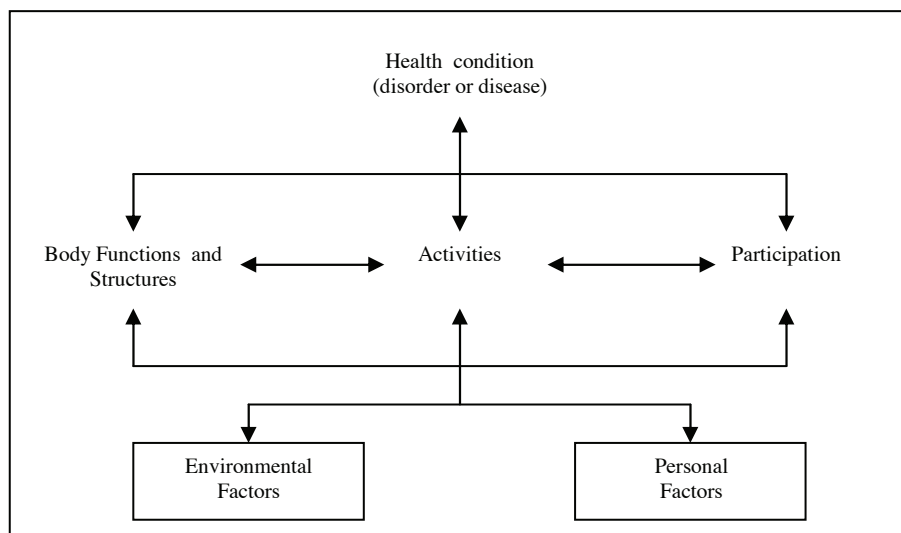 Health condition
(disorder or disease)
Body Functions and
Structures
Activities
Participation
Environmental
Factors
Personal
Factors